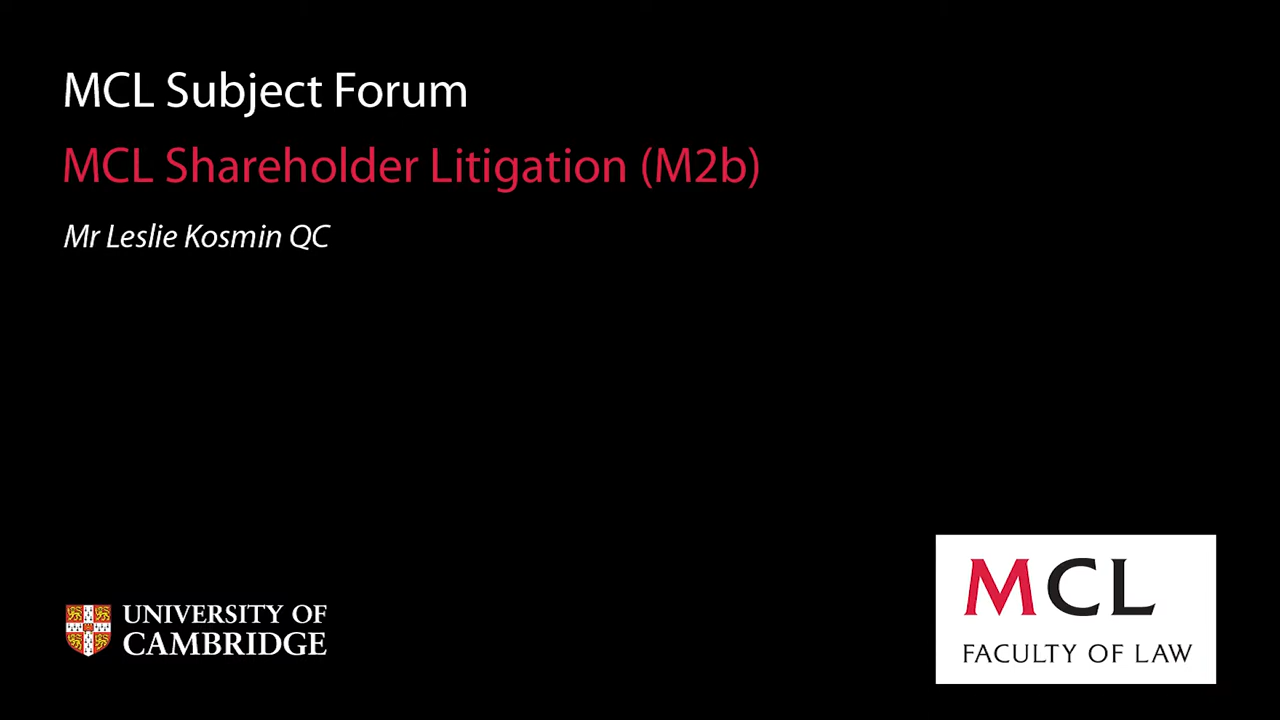 MCL Subject Forum
MCL Shareholder Litigation (M2b)
Mr Leslie Kosmin QC
UNIVERSITY OF
CAMBRIDGE
MCL
FACULTY OF LAW